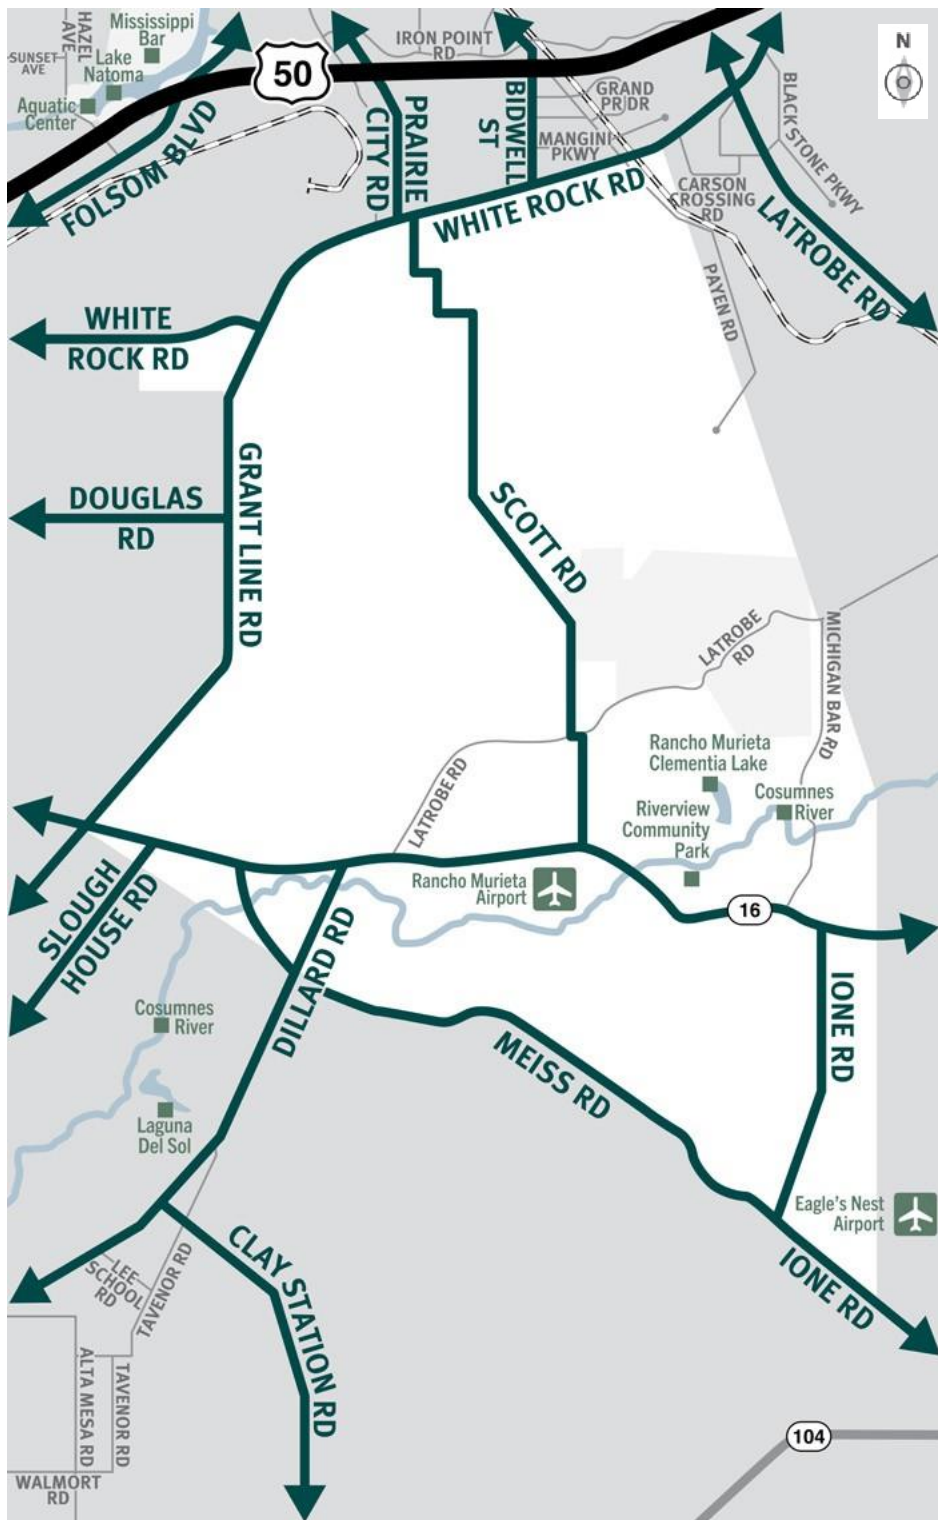 Mississippi
Bar
HAZEL
AVE
SUNSET
AVE
Lake
Natoma
Aquatic
Center
50
IRON POINT
RD
N
FOLSOM BLVD
PRAIRIE
CITY RD
BIDWELL
ST
GRAND
PR DR
MANGINI
PKWY
BLACK STONE PKWY
CARSON
CROSSING
RD
WHITE ROCK RD
LATROBE RD
PAYEN RD
WHITE
ROCK RD
GRANT LINE RD
DOUGLAS
RD
SCOTT RD
LATROBE
RD
MICHIGAN BAR RD
LATROBE RD
Rancho Murieta
Clementia Lake
Cosumnes
River
Riverview
Community
Park
Rancho Murieta
Airport
16
SLOUGH
HOUSE RD
DILLARD RD
IONE RD
Cosumnes
River
MEISS RD
Laguna
Del Sol
Eagle's Nest
Airport
CLAY STATION RD
IONE RD
LEE
SCHOOL
RD
TAVENOR RD
ALTA MESA RD
TAVENOR RD
104
WALMORT
RD